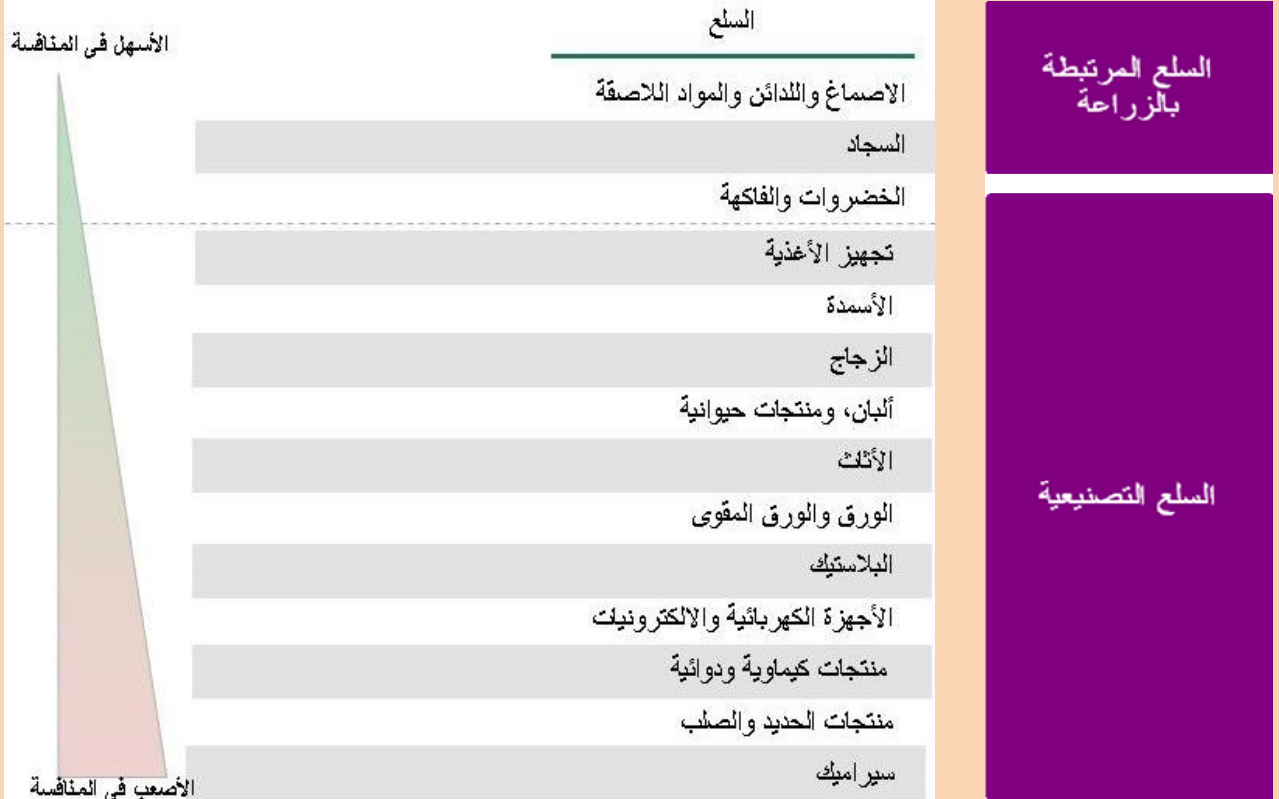 السلع المرتبطة
بالزراعة
السلع التصنيعية
السلع
الأسهل في المنافسة
الاصماغ واللدائن والمواد اللاصقة
السجاد
الخضروات والفاكهة
تجهيز الأغذية
الأسمدة
الزجاج
ألبان، ومنتجات حيوانية
الأثاث
الورق والورق المقوى
البلاستيك
الأجهزة الكهربائية والالكترونيات
منتجات كيماوية ودوائية
منتجات الحديد والصلب
سيراميك
الأصعب في المنافسة